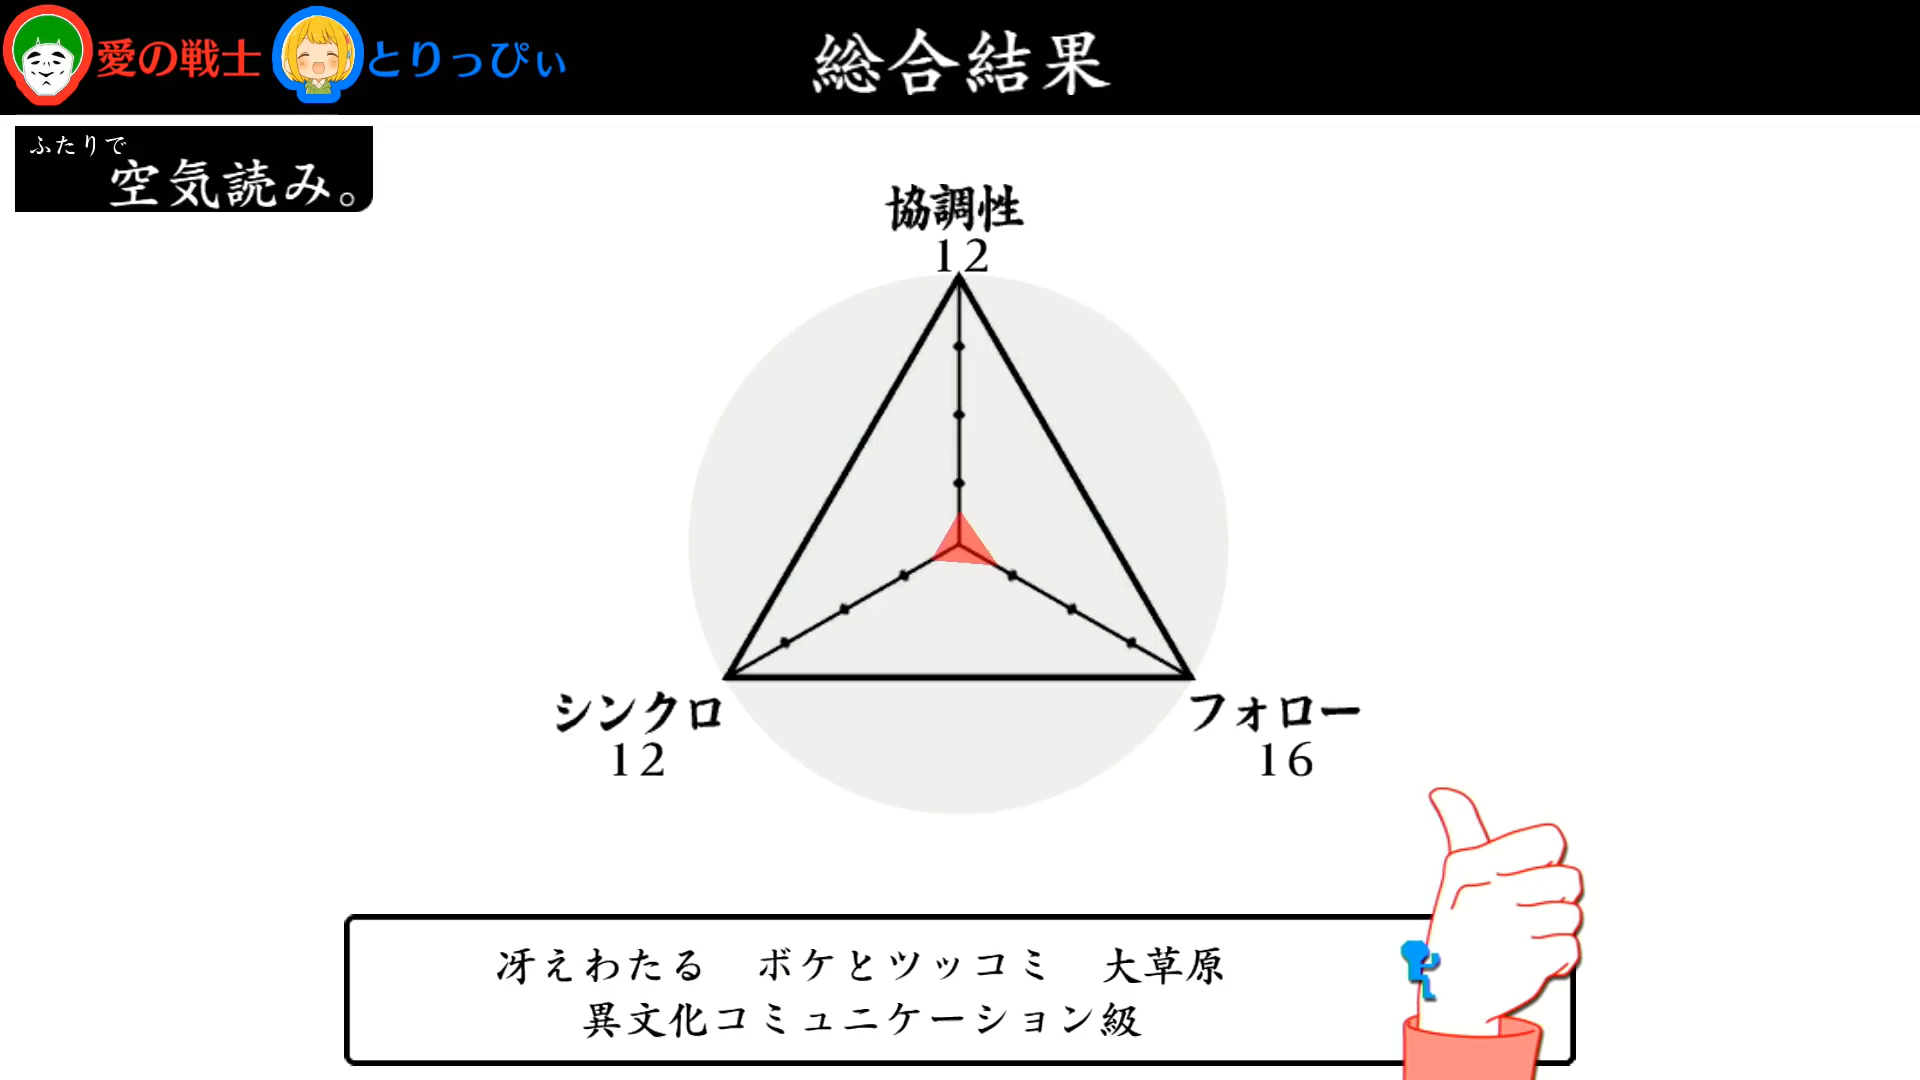 愛の戦士
とりっぴぃ
総合結果
ふたりで
空気読み。
協調性
12
シンクロ
12
フォロー
16
冴えわたる　ボケとツッコミ　大草原
異文化コミュニケーション級